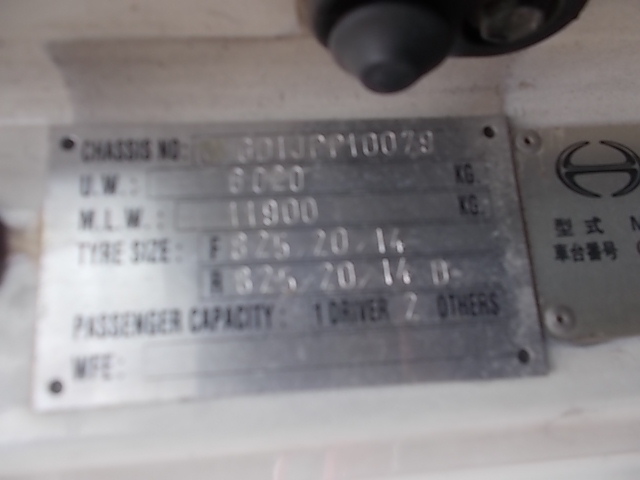 CHASSIS NO: GD1JPP10029
U.W.: 6020 KG.
M.L.W.: 11900 KG.
TYRE SIZE: F 825/20/14
R 825/20/14 D-
PASSENGER CAPACITY: 1 DRIVER 2 OTHERS
MFE:
型式 N
車台番号